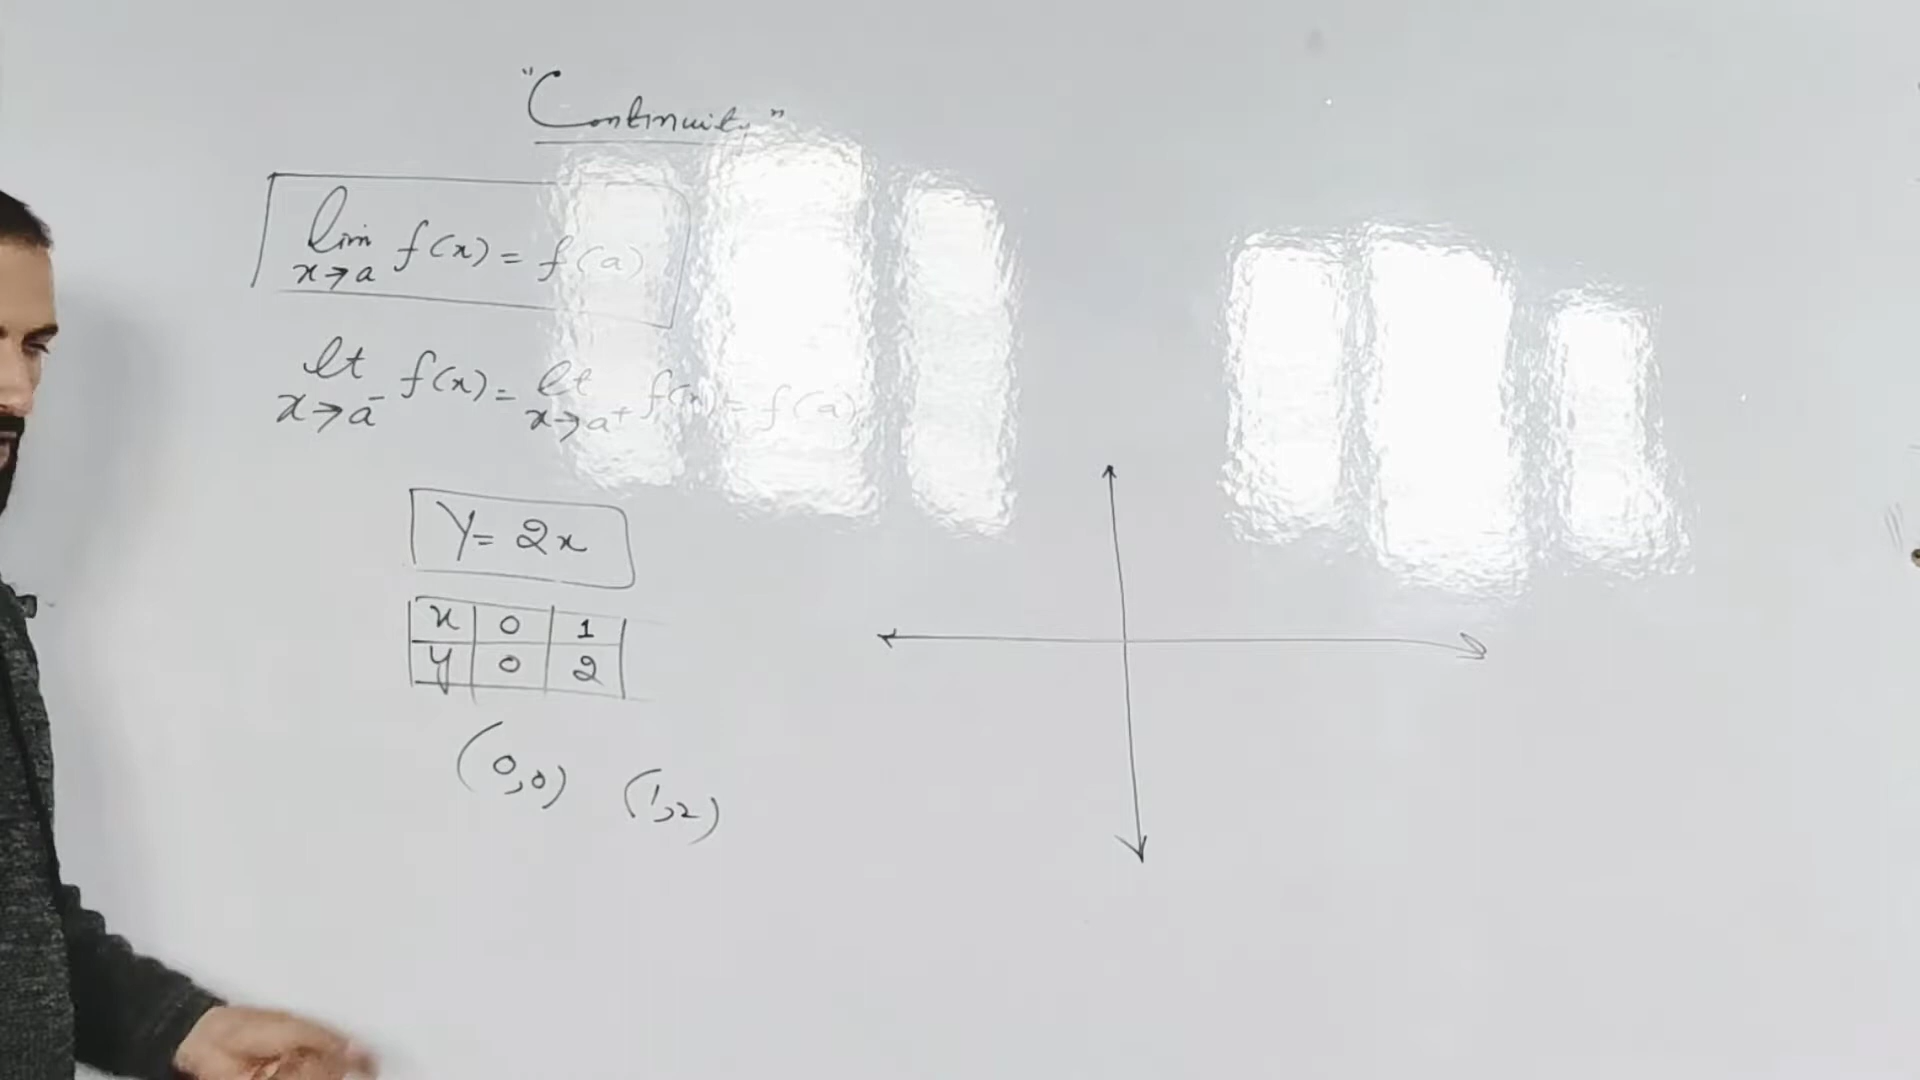 "Continuity"
lim x→a f(x) = f(a)
lt x→a⁻ f(x) = lt x→a⁺ f(x) = f(a)
Y = 2x
x 0 1
y 0 2
(0,0) (1,2)